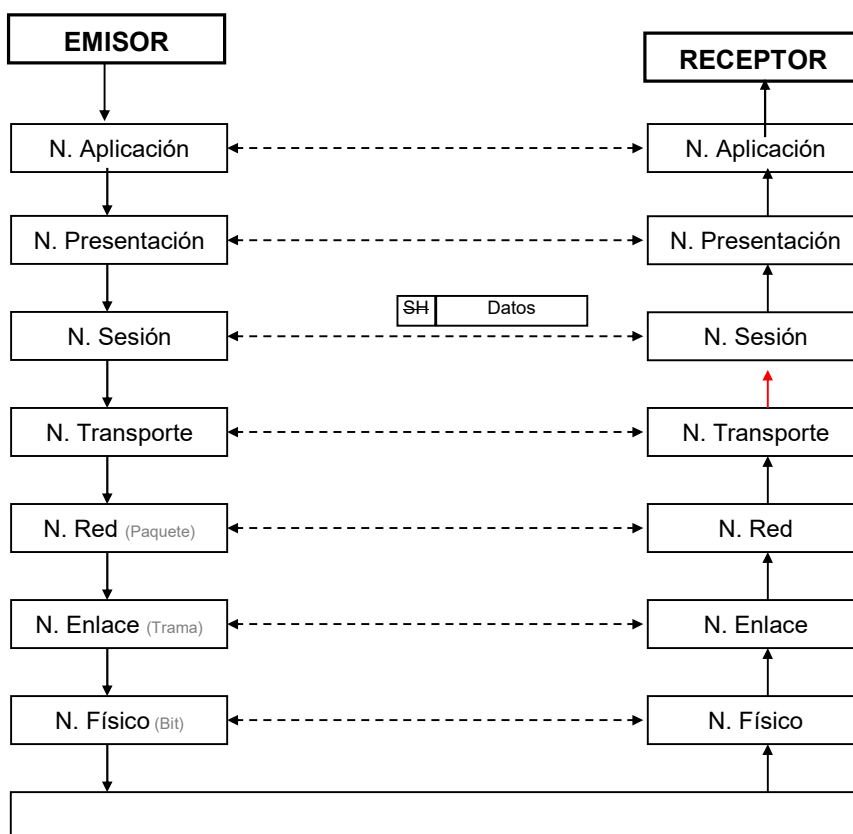 EMISOR
RECEPTOR
N. Aplicación
N. Aplicación
N. Presentación
N. Presentación
SH
Datos
N. Sesión
N. Sesión
N. Transporte
N. Transporte
N. Red (Paquete)
N. Red
N. Enlace (Trama)
N. Enlace
N. Físico (Bit)
N. Físico